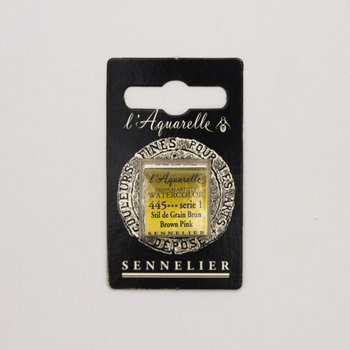 l'Aquarelle
COULEURS FINES POUR LES ARTS
l'Aquarelle
FRENCH ARTISTS'
WATERCOLOR
445*** serie 1
Stil de Grain Brun
Brown Pink
SENNELIER
DEPOSE
SENNELIER